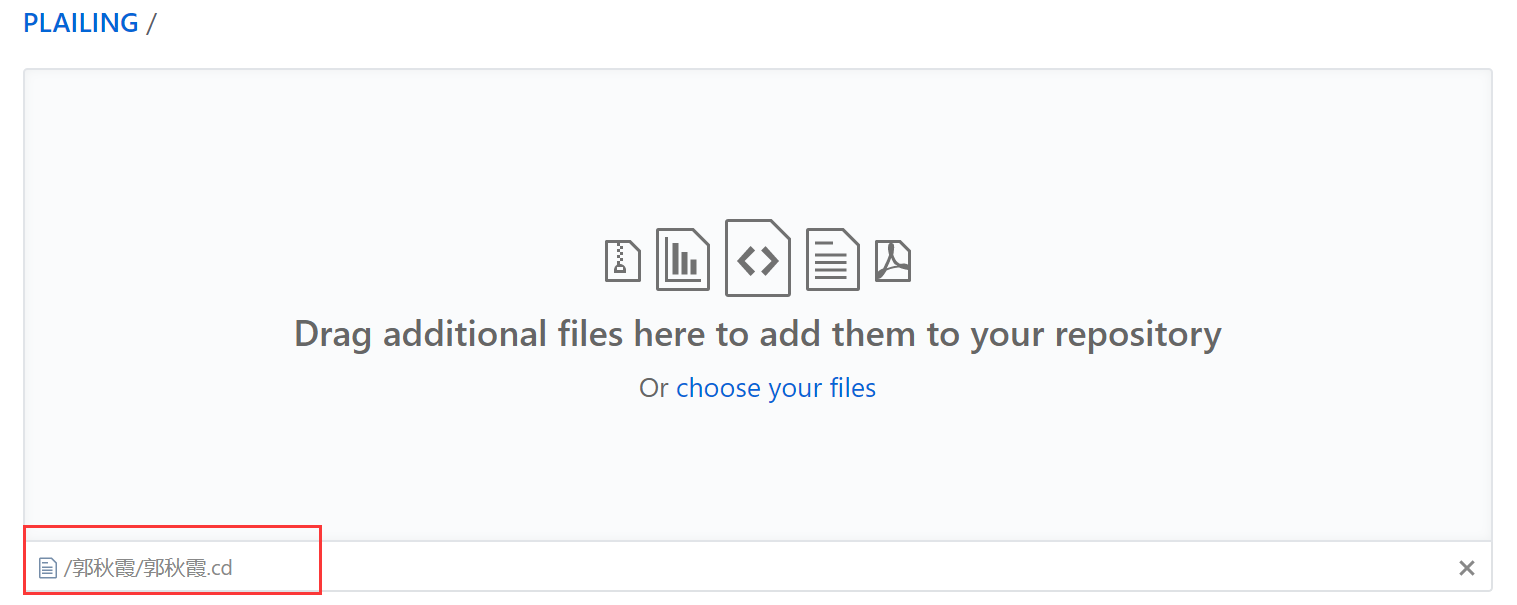 PLAILING /
Drag additional files here to add them to your repository
Or choose your files
/郭秋霞/郭秋霞.cd